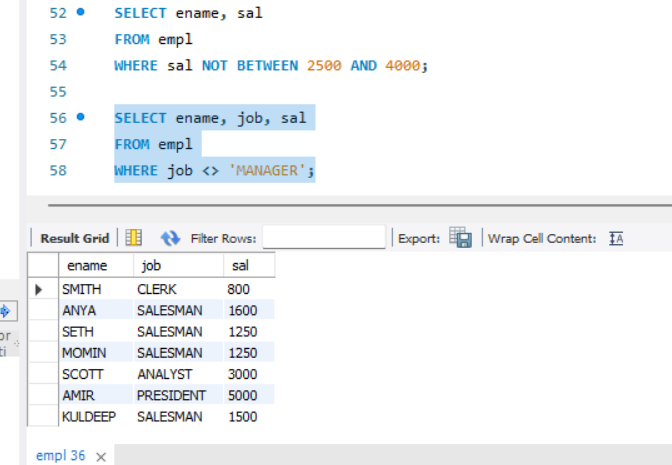 52 SELECT ename, sal
53 FROM empl
54 WHERE sal NOT BETWEEN 2500 AND 4000;
55
56 SELECT ename, job, sal
57 FROM empl
58 WHERE job <> 'MANAGER';
Result Grid Filter Rows: Export: Wrap Cell Content: IA
ename job sal
SMITH CLERK 800
ANYA SALESMAN 1600
SETH SALESMAN 1250
MOMIN SALESMAN 1250
SCOTT ANALYST 3000
AMIR PRESIDENT 5000
KULDEEP SALESMAN 1500
or
ti
empl 36